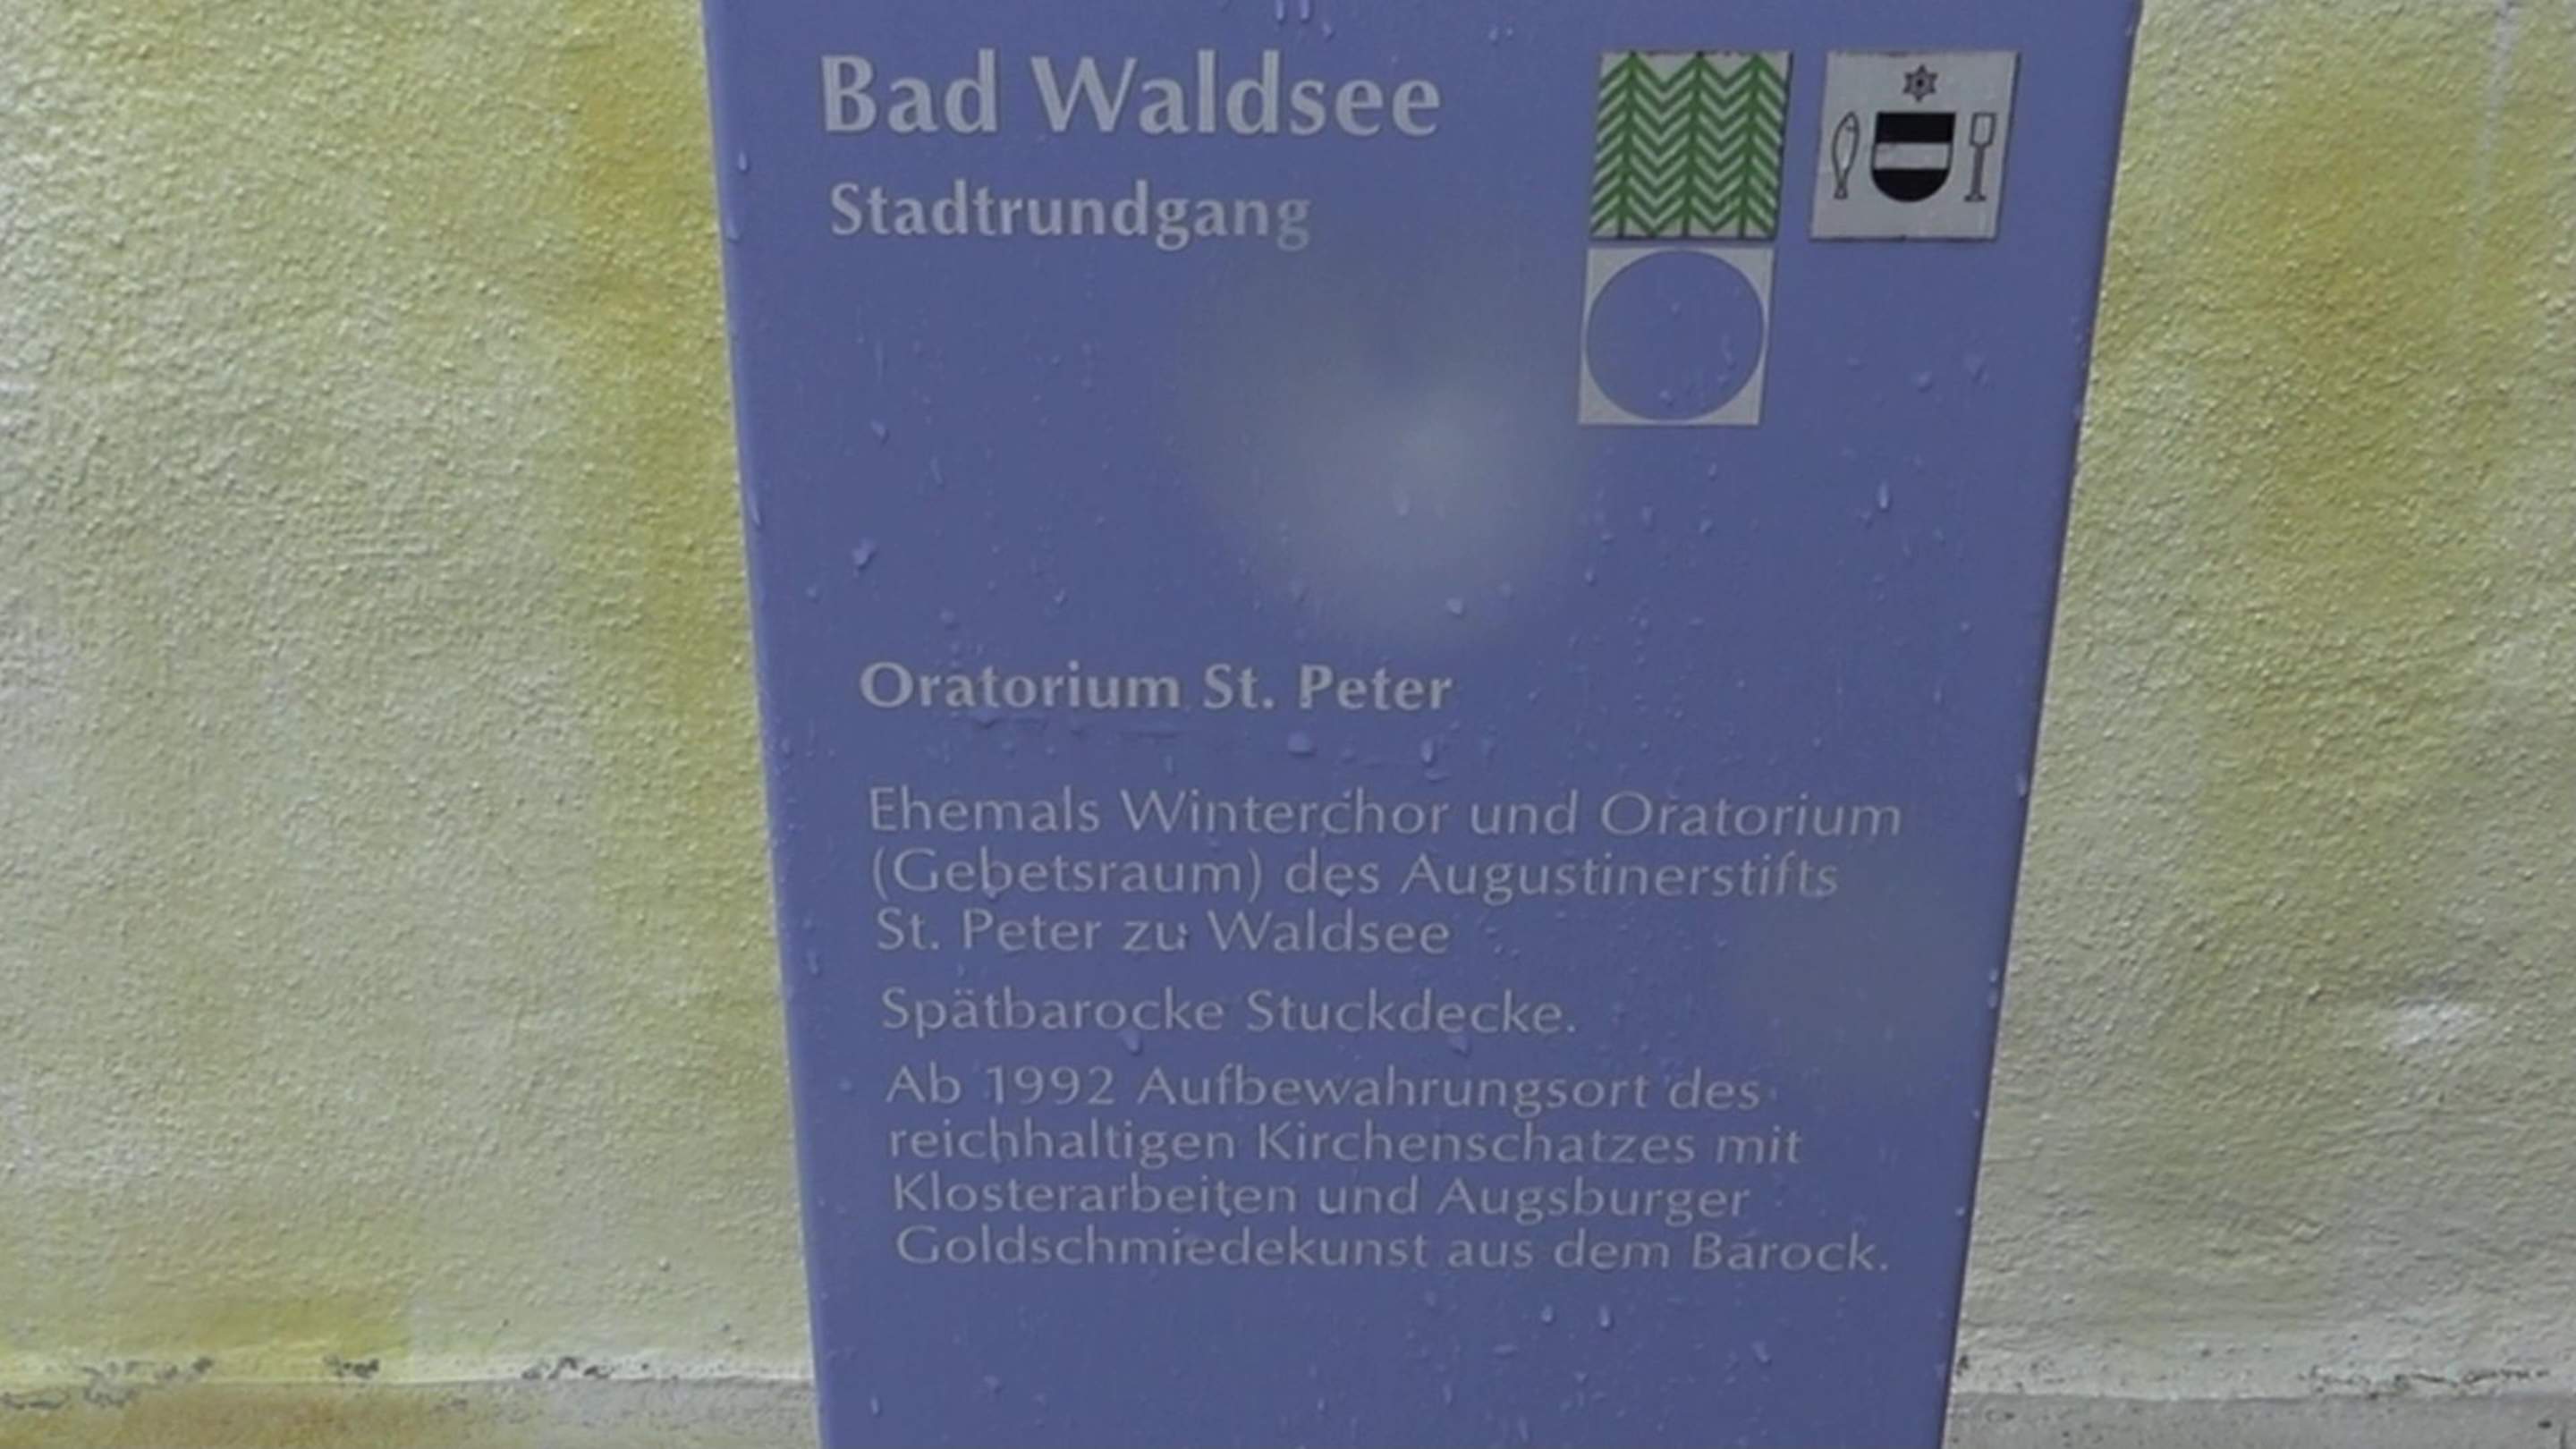 Bad Waldsee
Stadtrundgang
Oratorium St. Peter
Ehemals Winterchor und Oratorium
(Gebetsraum) des Augustinerstifts
St. Peter zu Waldsee
Spätbarocke Stuckdecke.
Ab 1992 Aufbewahrungsort des
reichhaltigen Kirchenschatzes mit
Klosterarbeiten und Augsburger
Goldschmiedekunst aus dem Barock.